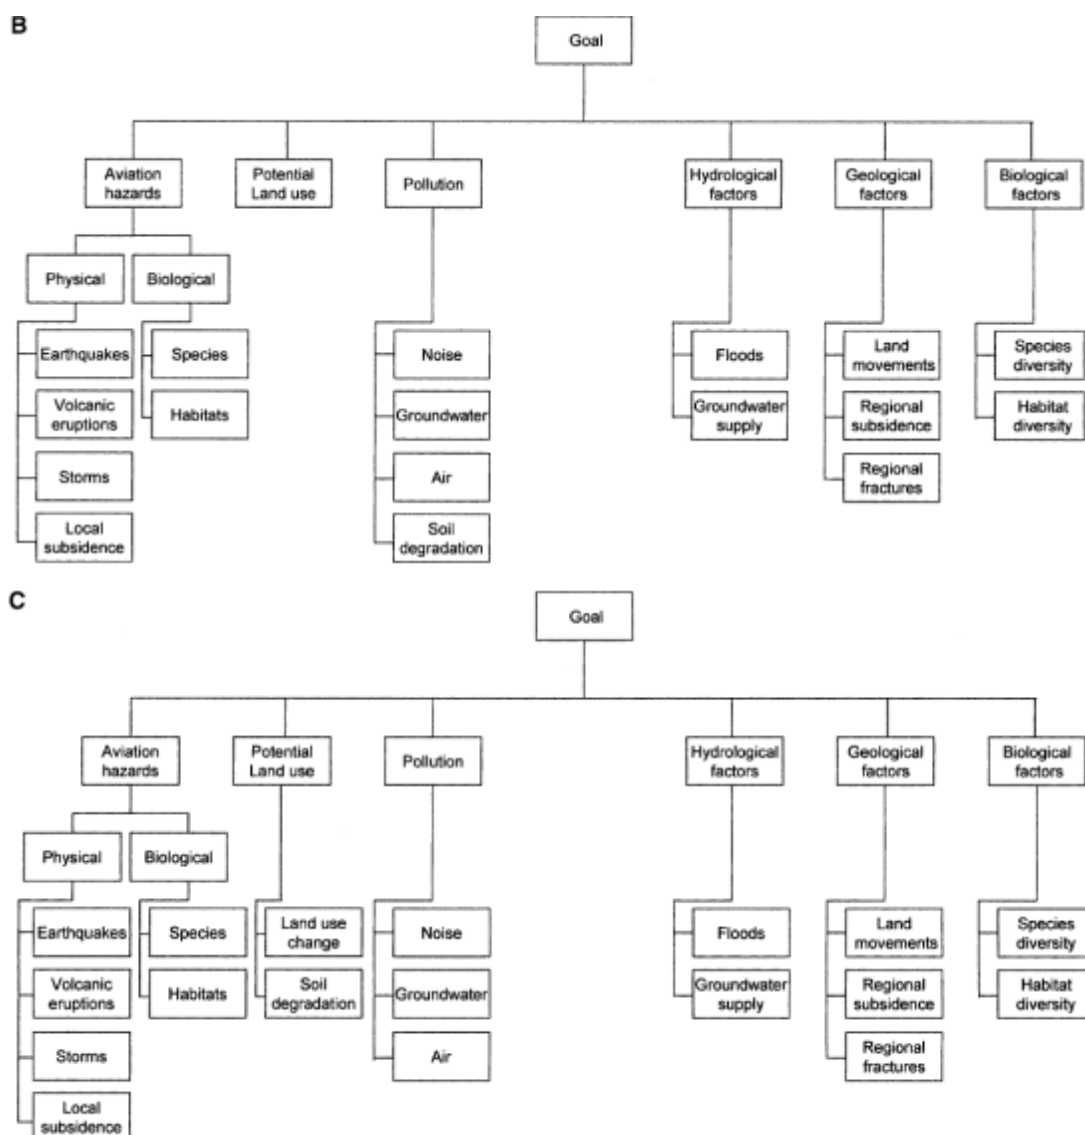 B
Goal
Aviation
hazards
Potential
Land use
Pollution
Hydrological
factors
Geological
factors
Biological
factors
Physical
Biological
Earthquakes
Species
Noise
Floods
Land
movements
Species
diversity
Volcanic
eruptions
Habitats
Groundwater
Groundwater
supply
Regional
subsidence
Habitat
diversity
Storms
Air
Regional
fractures
Local
subsidence
Soil
degradation
C
Goal
Aviation
hazards
Potential
Land use
Pollution
Hydrological
factors
Geological
factors
Biological
factors
Physical
Biological
Earthquakes
Species
Land use
change
Noise
Floods
Land
movements
Species
diversity
Volcanic
eruptions
Habitats
Soil
degradation
Groundwater
Groundwater
supply
Regional
subsidence
Habitat
diversity
Storms
Air
Regional
fractures
Local
subsidence